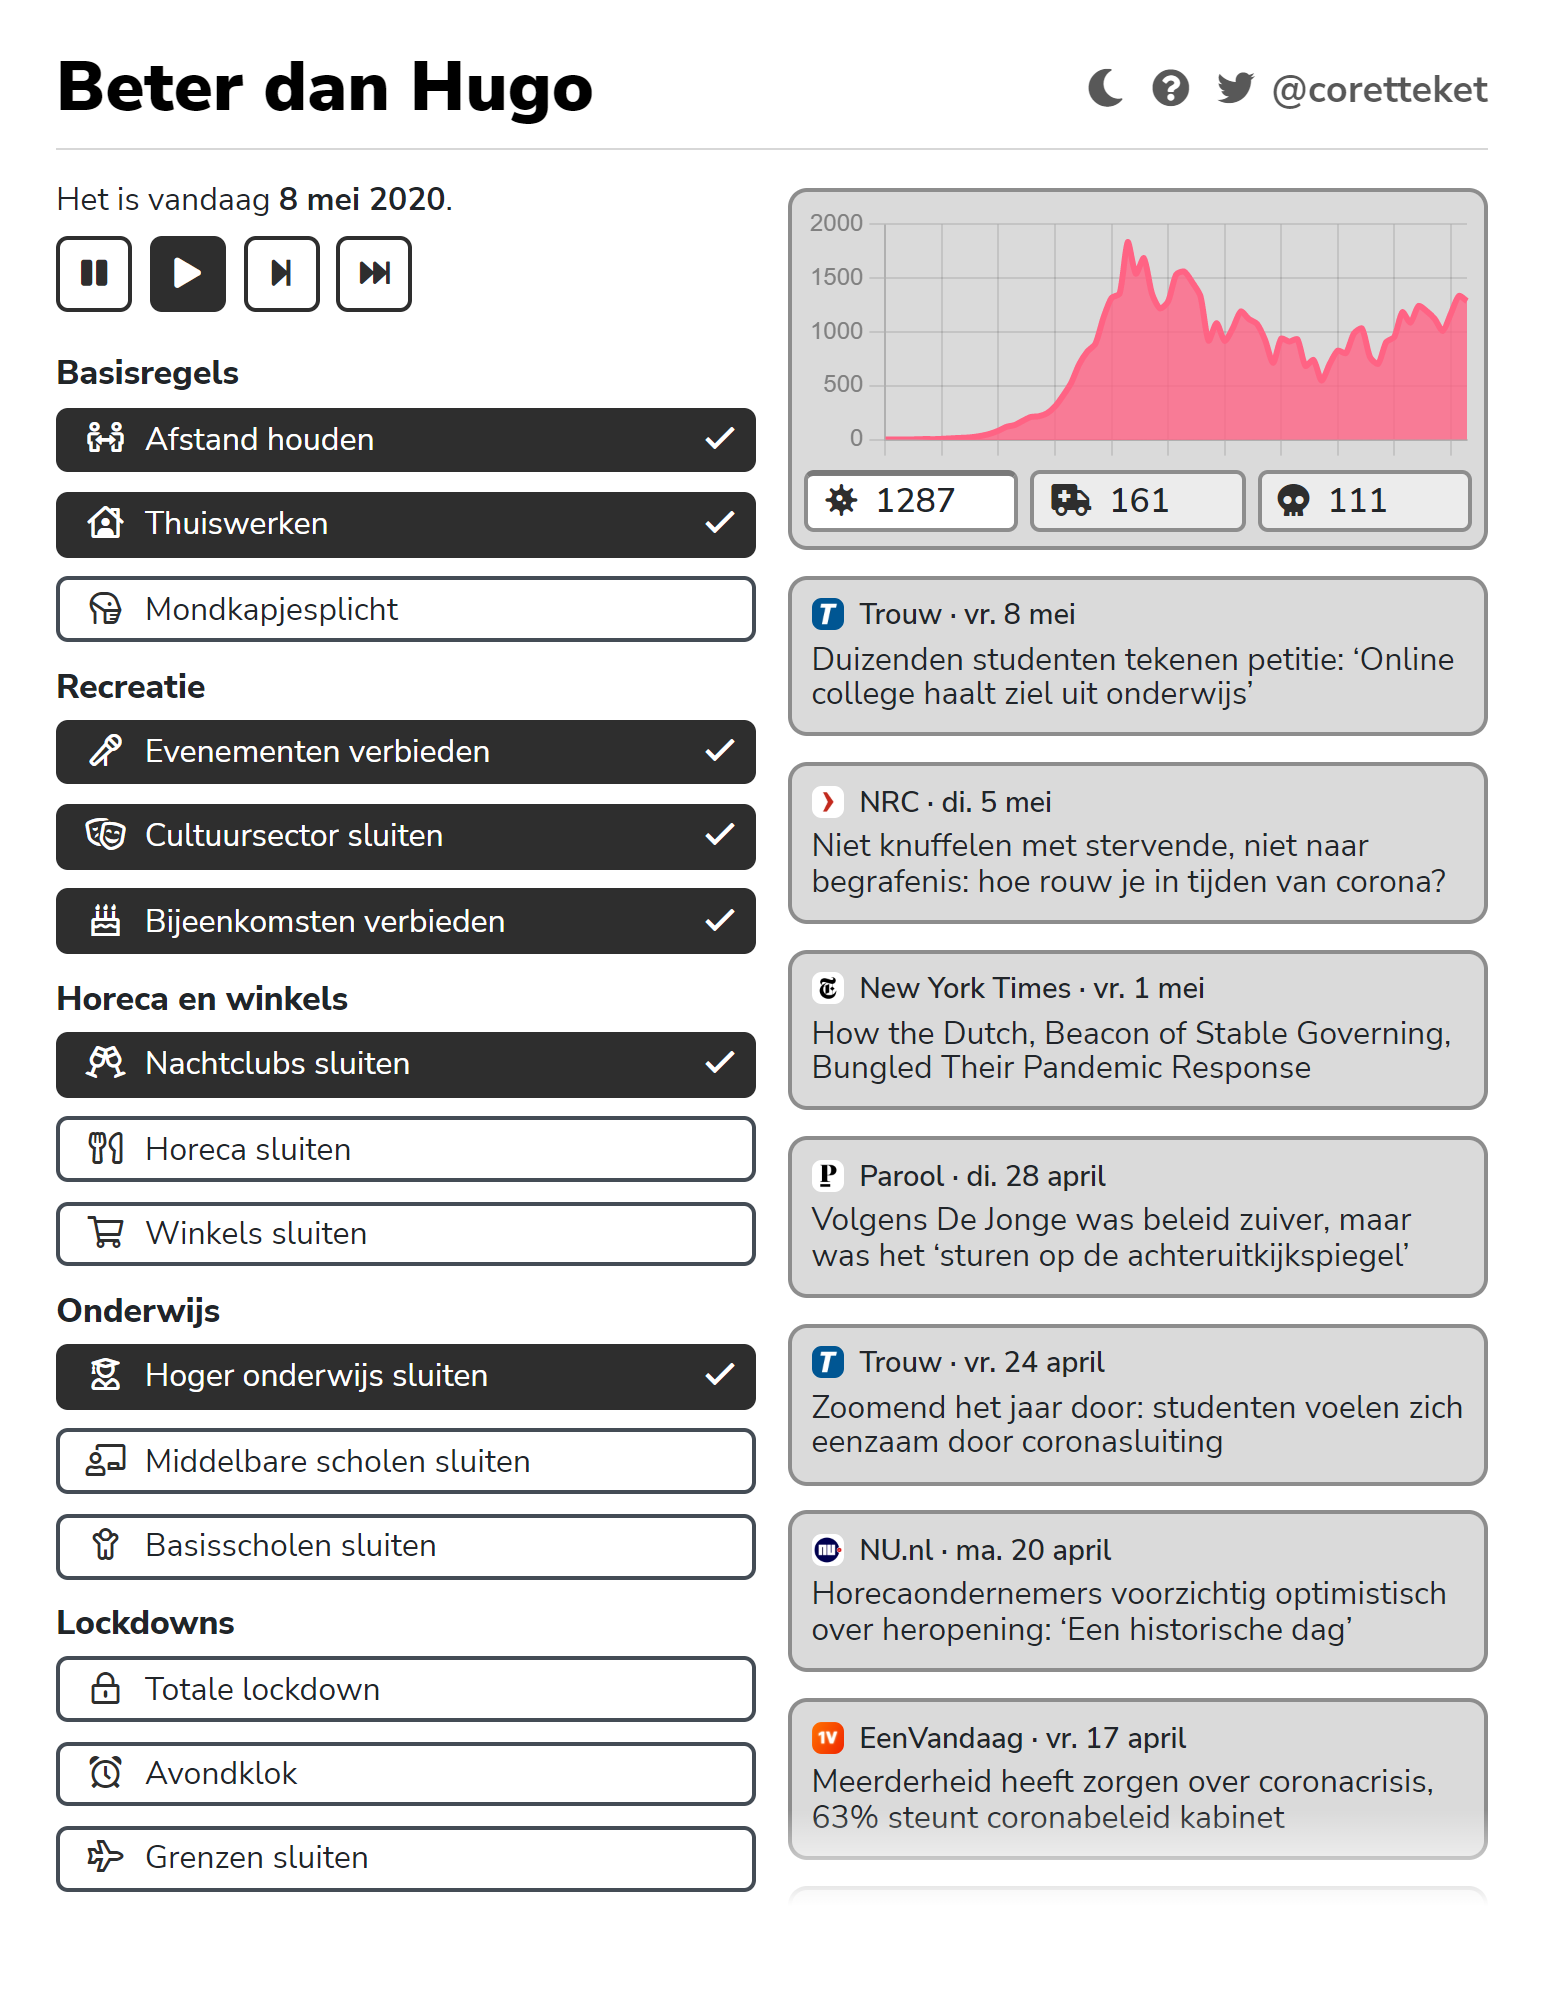 Beter dan Hugo
@coretteket
Het is vandaag 8 mei 2020.
Basisregels
Afstand houden
Thuiswerken
Mondkapjesplicht
Recreatie
Evenementen verbieden
Cultuursector sluiten
Bijeenkomsten verbieden
Horeca en winkels
Nachtclubs sluiten
Horeca sluiten
Winkels sluiten
Onderwijs
Hoger onderwijs sluiten
Middelbare scholen sluiten
Basisscholen sluiten
Lockdowns
Totale lockdown
Avondklok
Grenzen sluiten
2000
1500
1000
500
0
1287
161
111
T Trouw · vr. 8 mei
Duizenden studenten tekenen petitie: ‘Online
college haalt ziel uit onderwijs’
NRC · di. 5 mei
Niet knuffelen met stervende, niet naar
begrafenis: hoe rouw je in tijden van corona?
T New York Times · vr. 1 mei
How the Dutch, Beacon of Stable Governing,
Bungled Their Pandemic Response
P Parool · di. 28 april
Volgens De Jonge was beleid zuiver, maar
was het ‘sturen op de achteruitkijkspiegel’
T Trouw · vr. 24 april
Zoomend het jaar door: studenten voelen zich
eenzaam door coronasluiting
nu NU.nl · ma. 20 april
Horecaondernemers voorzichtig optimistisch
over heropening: ‘Een historische dag’
1V EenVandaag · vr. 17 april
Meerderheid heeft zorgen over coronacrisis,
63% steunt coronabeleid kabinet